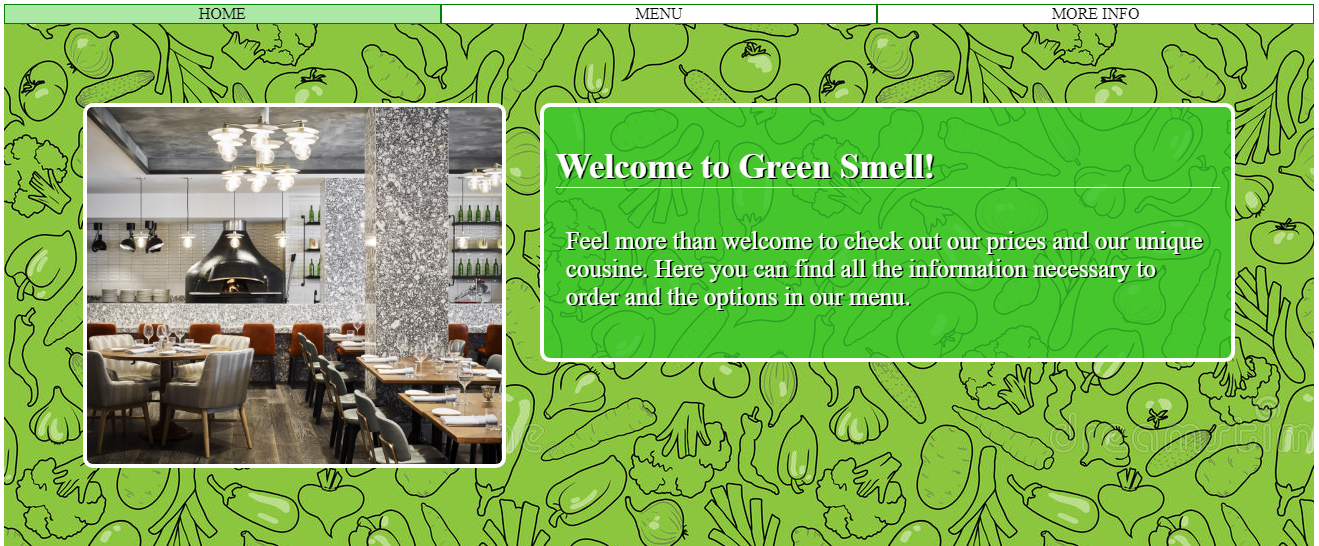 HOME MENU MORE INFO
Welcome to Green Smell!
Feel more than welcome to check out our prices and our unique
cousine. Here you can find all the information necessary to
order and the options in our menu.
dreamstim